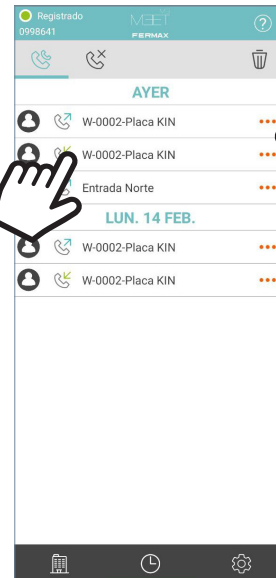 Registrado
0998641
MEET
FERMAX
AYER
W-0002-Placa KIN
W-0002-Placa KIN
Entrada Norte
LUN. 14 FEB.
W-0002-Placa KIN
W-0002-Placa KIN